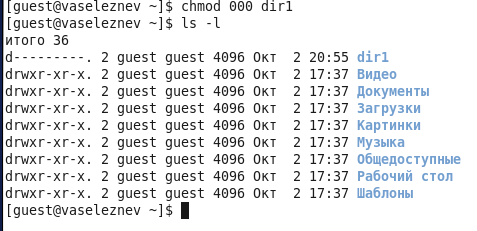 [guest@vaseleznev ~]$ chmod 000 dir1
[guest@vaseleznev ~]$ ls -l
итого 36
d---------. 2 guest guest 4096 Окт  2 20:55 dir1
drwxr-xr-x. 2 guest guest 4096 Окт  2 17:37 Видео
drwxr-xr-x. 2 guest guest 4096 Окт  2 17:37 Документы
drwxr-xr-x. 2 guest guest 4096 Окт  2 17:37 Загрузки
drwxr-xr-x. 2 guest guest 4096 Окт  2 17:37 Картинки
drwxr-xr-x. 2 guest guest 4096 Окт  2 17:37 Музыка
drwxr-xr-x. 2 guest guest 4096 Окт  2 17:37 Общедоступные
drwxr-xr-x. 2 guest guest 4096 Окт  2 17:37 Рабочий стол
drwxr-xr-x. 2 guest guest 4096 Окт  2 17:37 Шаблоны
[guest@vaseleznev ~]$